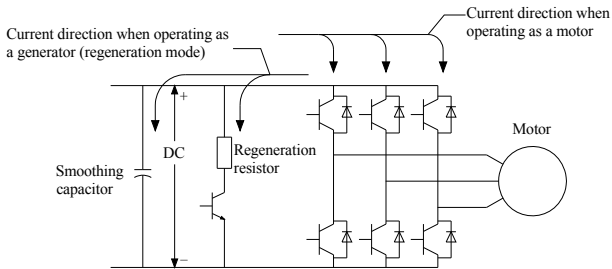 Current direction when operating as
a generator (regeneration mode)
Current direction when
operating as a motor
+
DC
Smoothing
capacitor
Regeneration
resistor
Motor
−